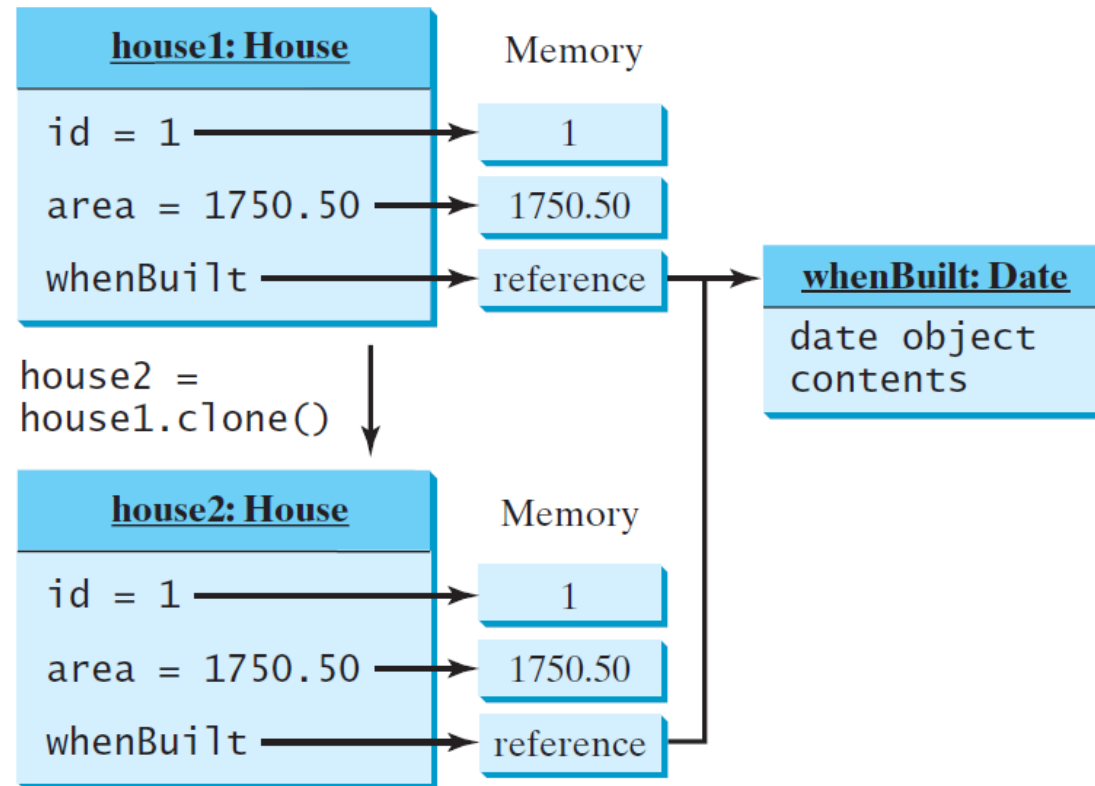 house1: House
Memory
id = 1
1
area = 1750.50
1750.50
whenBuilt
reference
whenBuilt: Date
date object
contents
house2 =
house1.clone()
house2: House
Memory
id = 1
1
area = 1750.50
1750.50
whenBuilt
reference